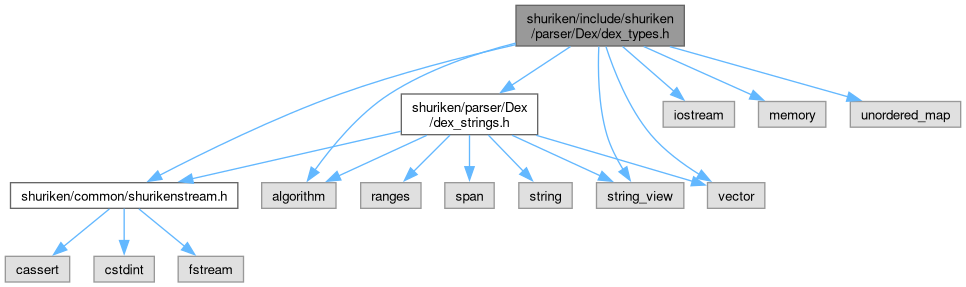 shuriken/include/shuriken
/parser/Dex/dex_types.h
shuriken/parser/Dex
/dex_strings.h
iostream
memory
unordered_map
shuriken/common/shurikenstream.h
algorithm
ranges
span
string
string_view
vector
cassert
cstdint
fstream